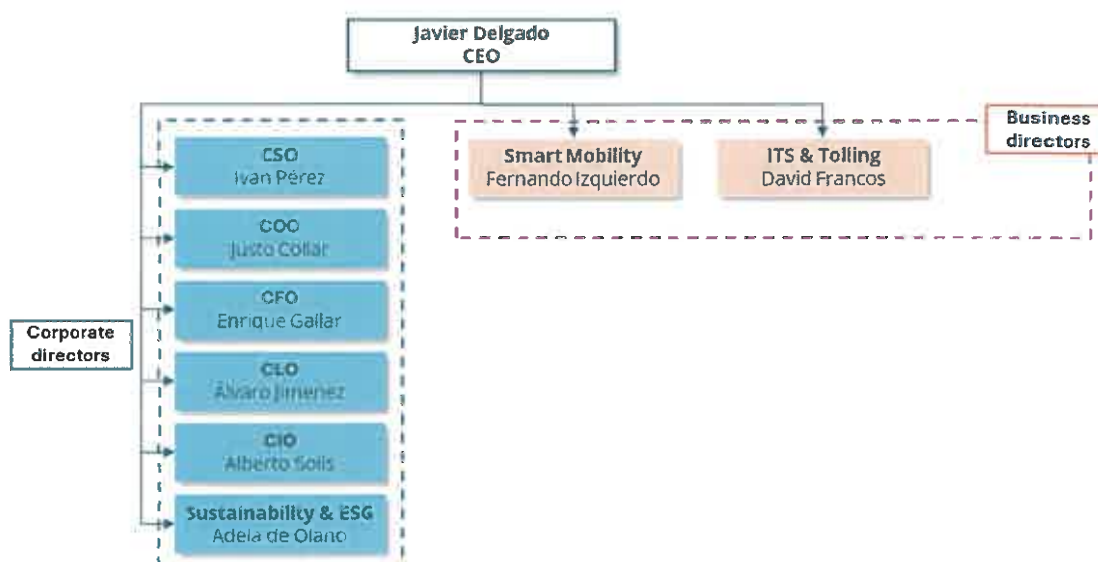 Javier Delgado
CEO
Business
directors
CSO
Ivan Pérez
Smart Mobility
Fernando Izquierdo
ITS & Tolling
David Francos
COO
Justo Collar
CFO
Enrique Gallar
Corporate
directors
CLO
Álvaro Jimenez
CIO
Alberto Solis
Sustainability & ESG
Adela de Olano